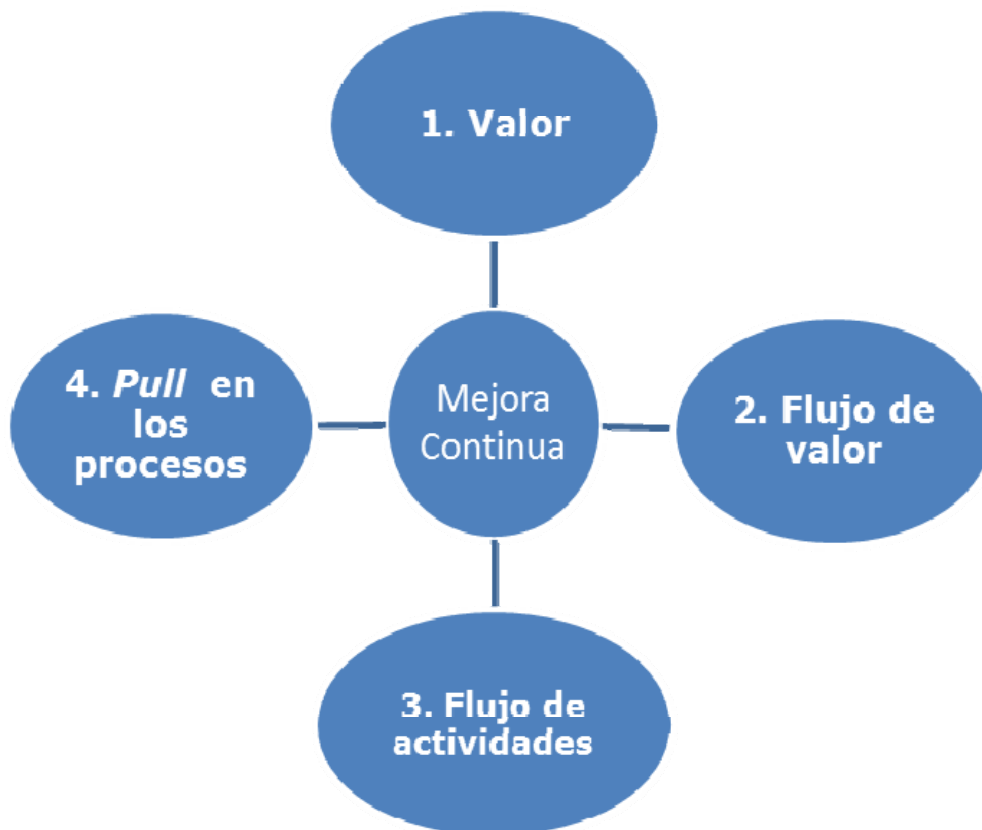 1. Valor
4. Pull en
los
procesos
Mejora
Continua
2. Flujo de
valor
3. Flujo de
actividades